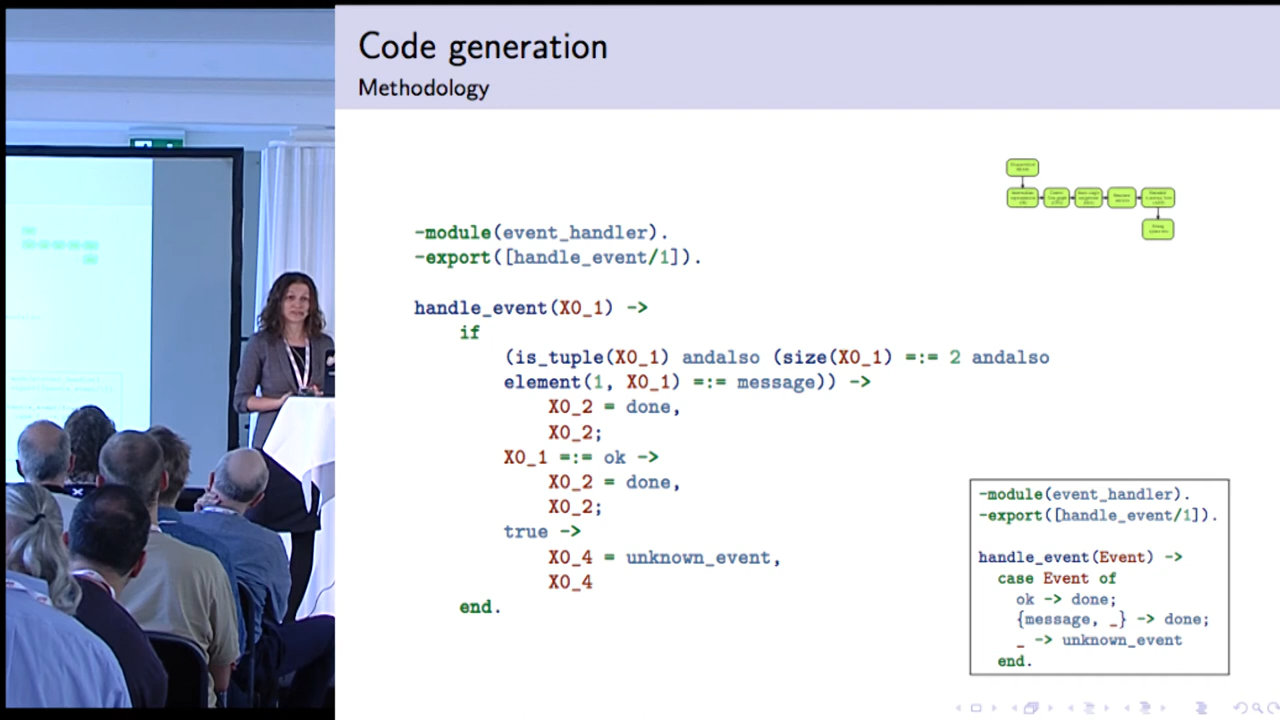 Code generation
Methodology
-module(event_handler).
-export([handle_event/1]).
handle_event(X0_1) ->
if
(is_tuple(X0_1) andalso (size(X0_1) =:= 2 andalso
element(1, X0_1) =:= message)) ->
X0_2 = done,
X0_2;
X0_1 =:= ok ->
X0_2 = done,
X0_2;
true ->
X0_4 = unknown_event,
X0_4
end.
-module(event_handler).
-export([handle_event/1]).
handle_event(Event) ->
case Event of
ok -> done;
{message, _} -> done;
_ -> unknown_event
end.